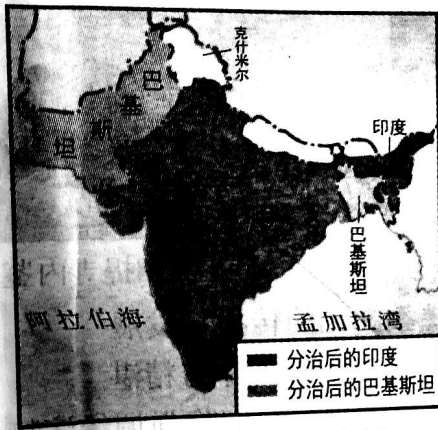 克什米尔
巴基斯坦
印度
巴基斯坦
阿拉伯海
孟加拉湾
分治后的印度
分治后的巴基斯坦